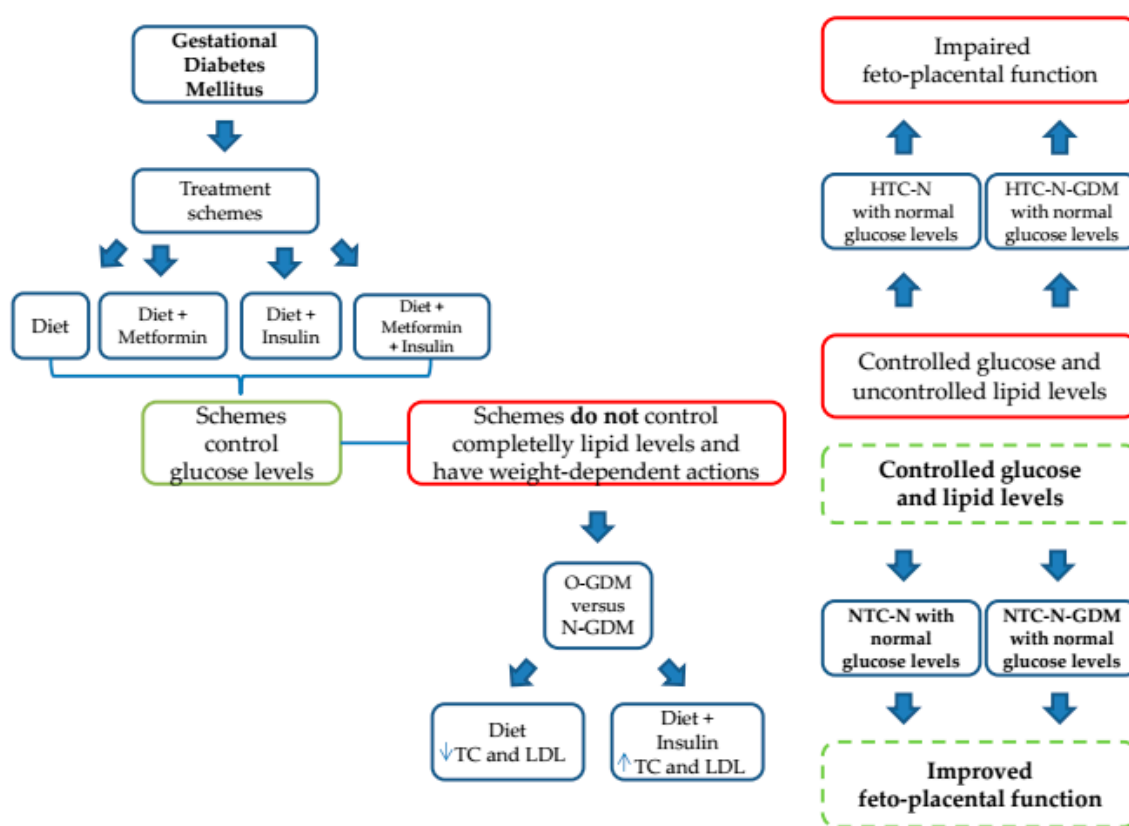 Gestational
Diabetes
Mellitus
Treatment
schemes
Diet
Diet +
Metformin
Diet +
Insulin
Diet +
Metformin
+ Insulin
Schemes
control
glucose levels
Schemes do not control
completelly lipid levels and
have weight-dependent actions
O-GDM
versus
N-GDM
Diet
↓TC and LDL
Diet +
Insulin
↑TC and LDL
Impaired
feto-placental function
HTC-N
with normal
glucose levels
HTC-N-GDM
with normal
glucose levels
Controlled glucose and
uncontrolled lipid levels
Controlled glucose
and lipid levels
NTC-N with
normal
glucose levels
NTC-N-GDM
with normal
glucose levels
Improved
feto-placental function